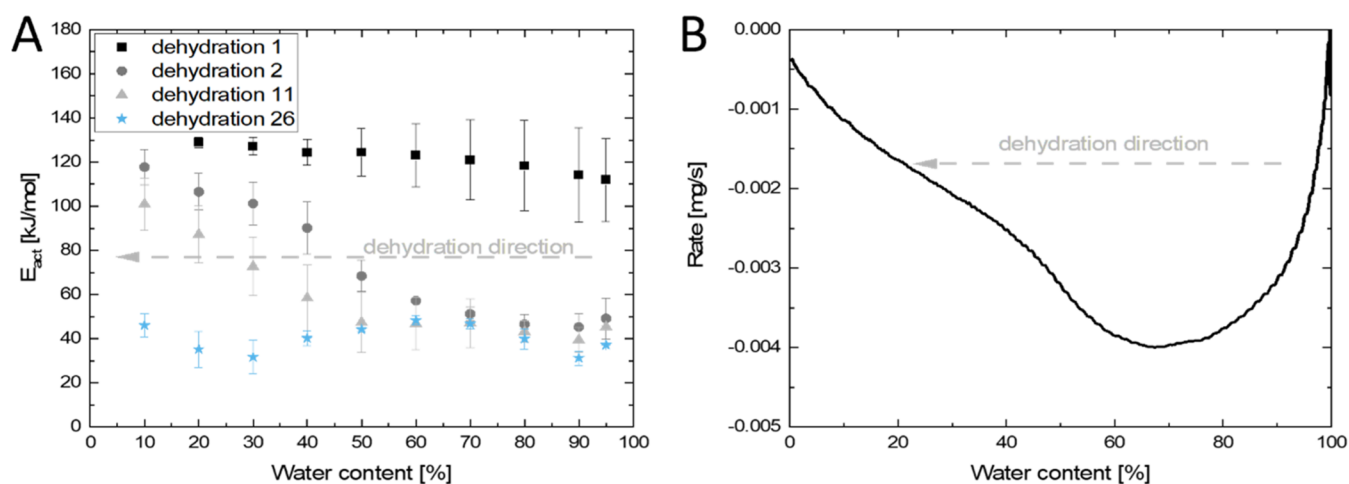 A
180
160
140
120
100
80
60
40
20
0
E_act [kJ/mol]
dehydration 1
dehydration 2
dehydration 11
dehydration 26
dehydration direction
0 10 20 30 40 50 60 70 80 90 100
Water content [%]
B
0.000
-0.001
-0.002
-0.003
-0.004
-0.005
Rate [mg/s]
dehydration direction
0 20 40 60 80 100
Water content [%]